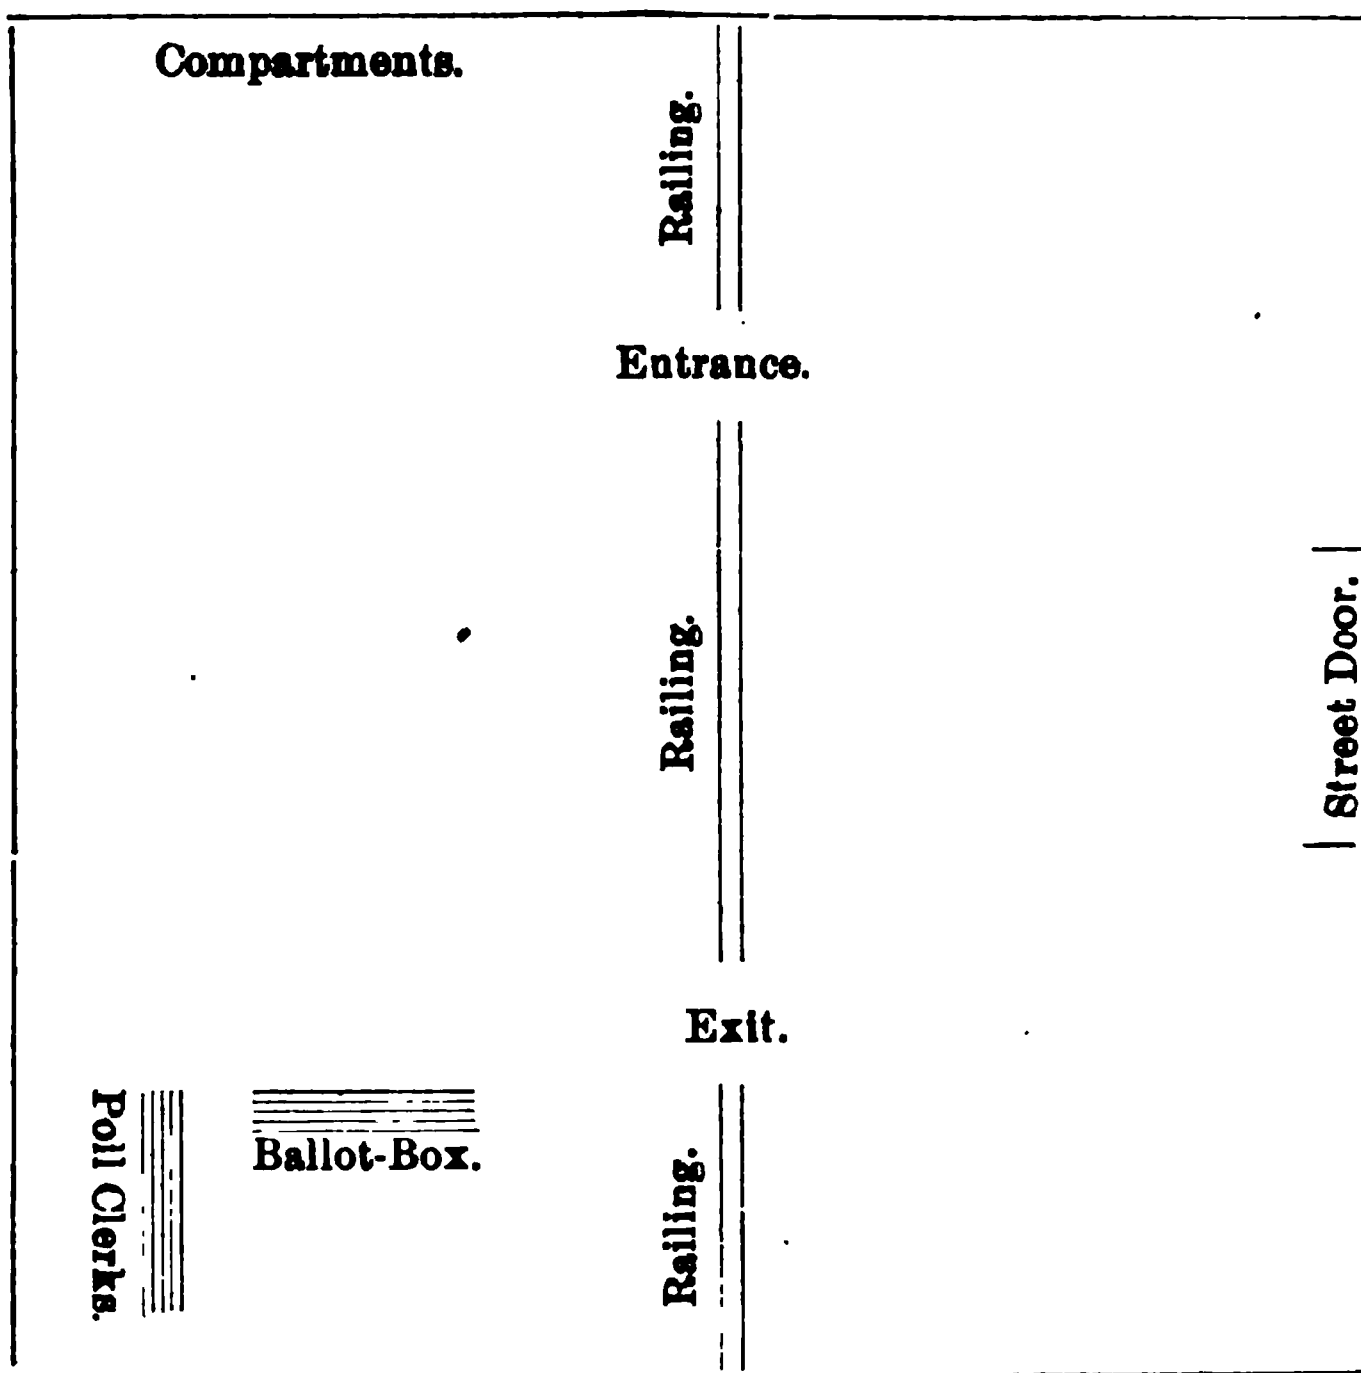 Compartments.
Railing.
Entrance.
Railing.
Street Door.
Exit.
Poll Clerks.
Ballot-Box.
Railing.